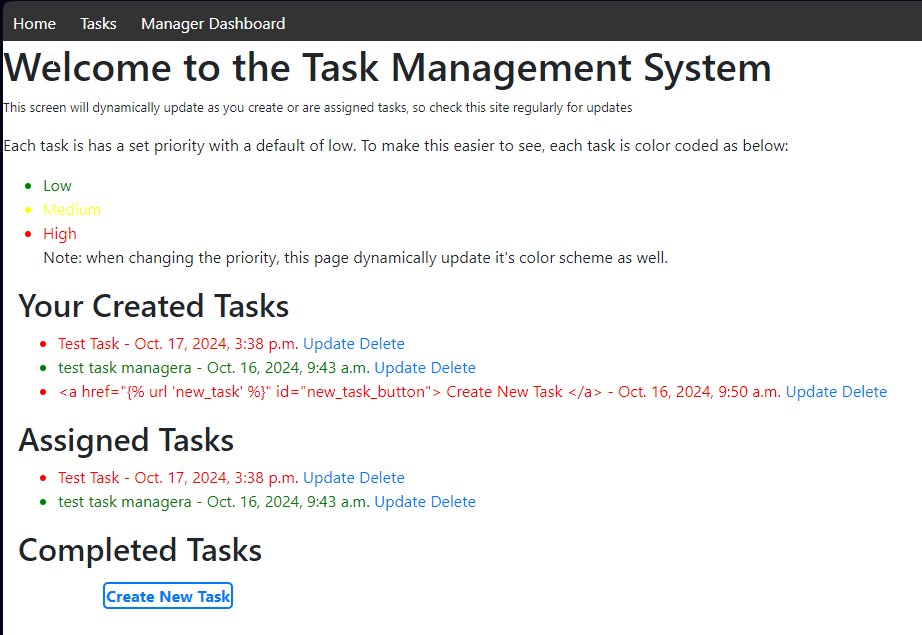 Home Tasks Manager Dashboard
Welcome to the Task Management System
This screen will dynamically update as you create or are assigned tasks, so check this site regularly for updates
Each task is has a set priority with a default of low. To make this easier to see, each task is color coded as below:
Low
Medium
High
Note: when changing the priority, this page dynamically update it's color scheme as well.
Your Created Tasks
Test Task - Oct. 17, 2024, 3:38 p.m. Update Delete
test task managera - Oct. 16, 2024, 9:43 a.m. Update Delete
<a href="{% url 'new_task' %}" id="new_task_button"> Create New Task </a> - Oct. 16, 2024, 9:50 a.m. Update Delete
Assigned Tasks
Test Task - Oct. 17, 2024, 3:38 p.m. Update Delete
test task managera - Oct. 16, 2024, 9:43 a.m. Update Delete
Completed Tasks
Create New Task